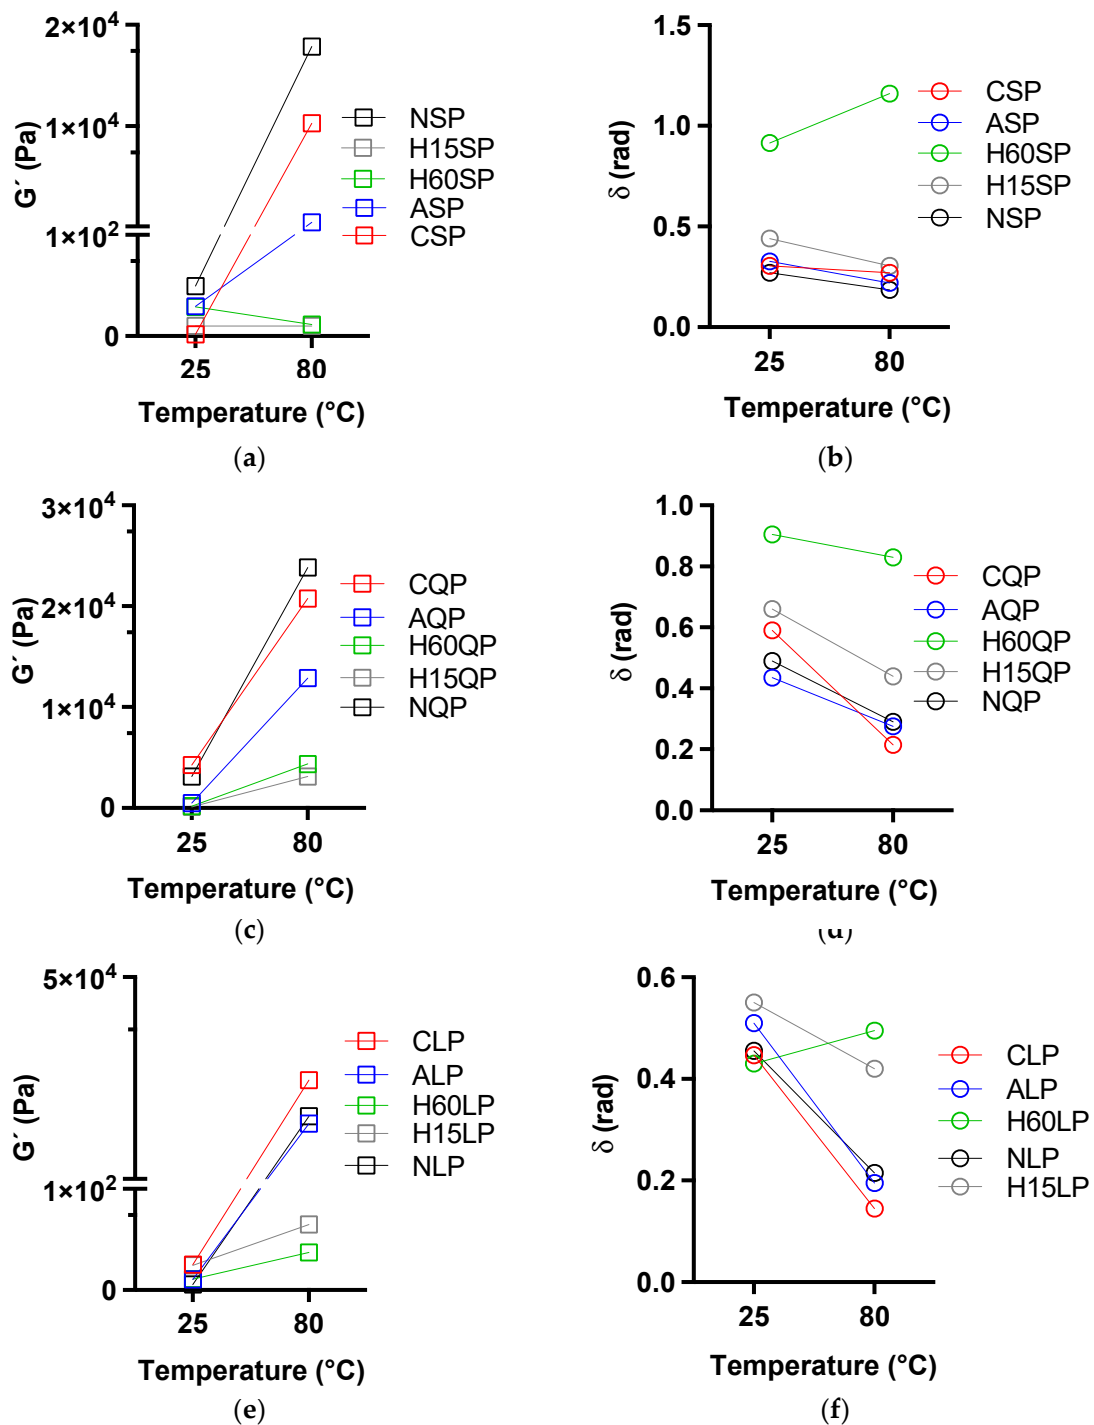 2×10⁴
1×10⁴
1×10²
0
G´ (Pa)
25 80
Temperature (°C)
NSP
H15SP
H60SP
ASP
CSP
(a)
1.5
1.0
0.5
0.0
δ (rad)
25 80
Temperature (°C)
CSP
ASP
H60SP
H15SP
NSP
(b)
3×10⁴
2×10⁴
1×10⁴
0
G´ (Pa)
25 80
Temperature (°C)
CQP
AQP
H60QP
H15QP
NQP
(c)
1.0
0.8
0.6
0.4
0.2
0.0
δ (rad)
25 80
Temperature (°C)
CQP
AQP
H60QP
H15QP
NQP
(d)
5×10⁴
1×10²
0
G´ (Pa)
25 80
Temperature (°C)
CLP
ALP
H60LP
H15LP
NLP
(e)
0.6
0.4
0.2
0.0
δ (rad)
25 80
Temperature (°C)
CLP
ALP
H60LP
NLP
H15LP
(f)